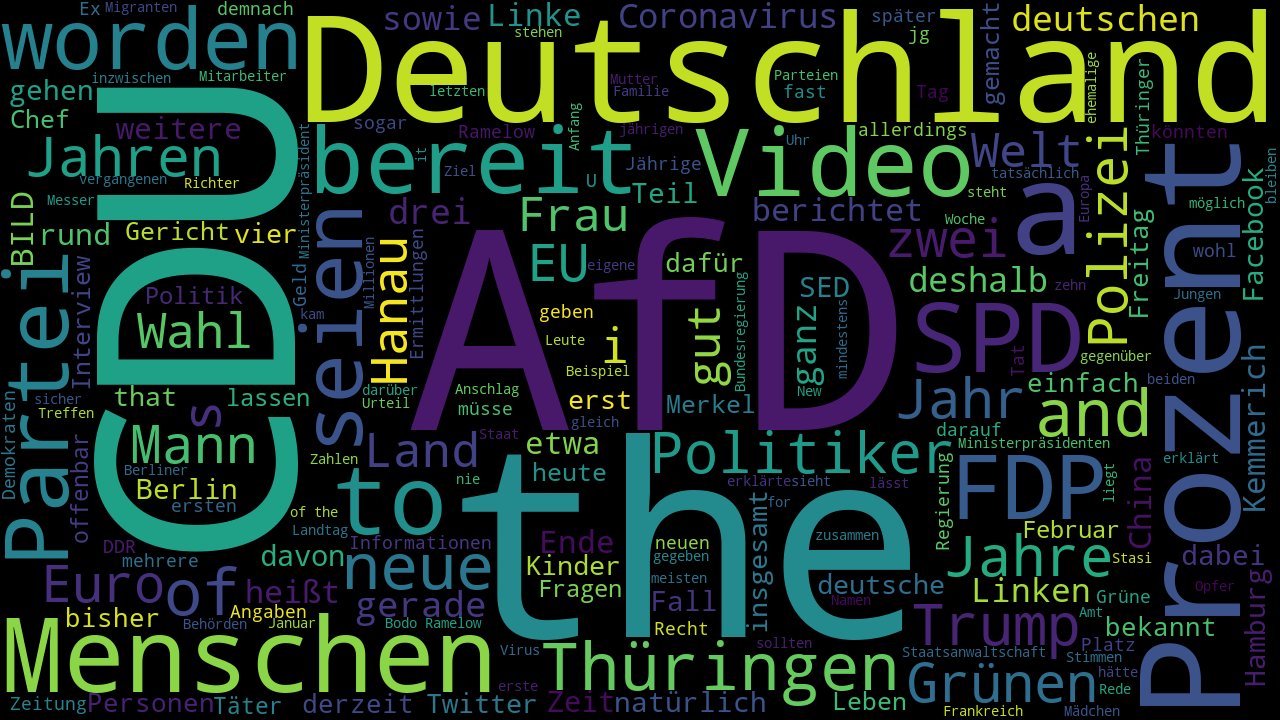 Ex Migranten demnach
worden
Deutschland
sowie Linke
stehen
Coronavirus
später
jg
deutschen
inzwischen
Mitarbeiter
letzten
Mutter
Familie
Parteien
fast
Tag
gemacht
ehemalige
Thüringer
gehen
Chef
weitere
sogar
Ramelow
Anfang
jährigen
Uhr
allerdings
könnten
Jahren
vergangenen
Richter
Messer
CDU
bereit
it
Ziel
U
Jährige
Teil
Video
Welt
tatsächlich
steht
Woche
a
Europa
Polizei
Prozent
möglich
bleiben
BILD
rund
Gericht
vier
Ministerpräsident
drei
Frau
berichtet
zwei
Freitag
wohl
Facebook
Partei
Interview
Politik
Wahl
Geld
kam
seien
Millionen
Hanau
Ermittlungen
AfD
EU
eigene
dafür
Bundesregierung
SED
deshalb
zehn
Jungen
geben
Leute
i
Beispiel
gut
ganz
mindestens
New
SPD
Tat
gegenüber
Demokraten
sicher
Treffen
that
s
lassen
darüber
Urteil
Anschlag
müsse
erst
gleich
Merkel
Jahr
einfach
beiden
and
Kemmerich
offenbar
Mann
Berliner
Berlin
ersten
Zahlen
Land
Staat
nie
etwa
heute
Politiker
erklärte
sieht
lässt
darauf
Ministerpräsidenten
Regierung
FDP
liegt
China
erklärt
of the
Landtag
to
the
for
insgesamt
zusammen
Februar
Stasi
DDR
mehrere
davon
Informationen
Ende
neuen
gegeben
meisten
Jahre
dabei
Euro
of
heißt
neue
Kinder
Fragen
deutsche
Linken
Grüne
Opfer
bisher
Behörden
Angaben
Januar
gerade
Bodo Ramelow
Fall
Recht
Namen
sollten
Trump
Amt
Platz
Stimmen
bekannt
Hamburg
Menschen
Virus
Thüringen
Staatsanwaltschaft
Grünen
hätte
Rede
erste
Zeitung
Personen
Täter
derzeit
Twitter
Zeit
natürlich
Leben
Frankreich
Mädchen